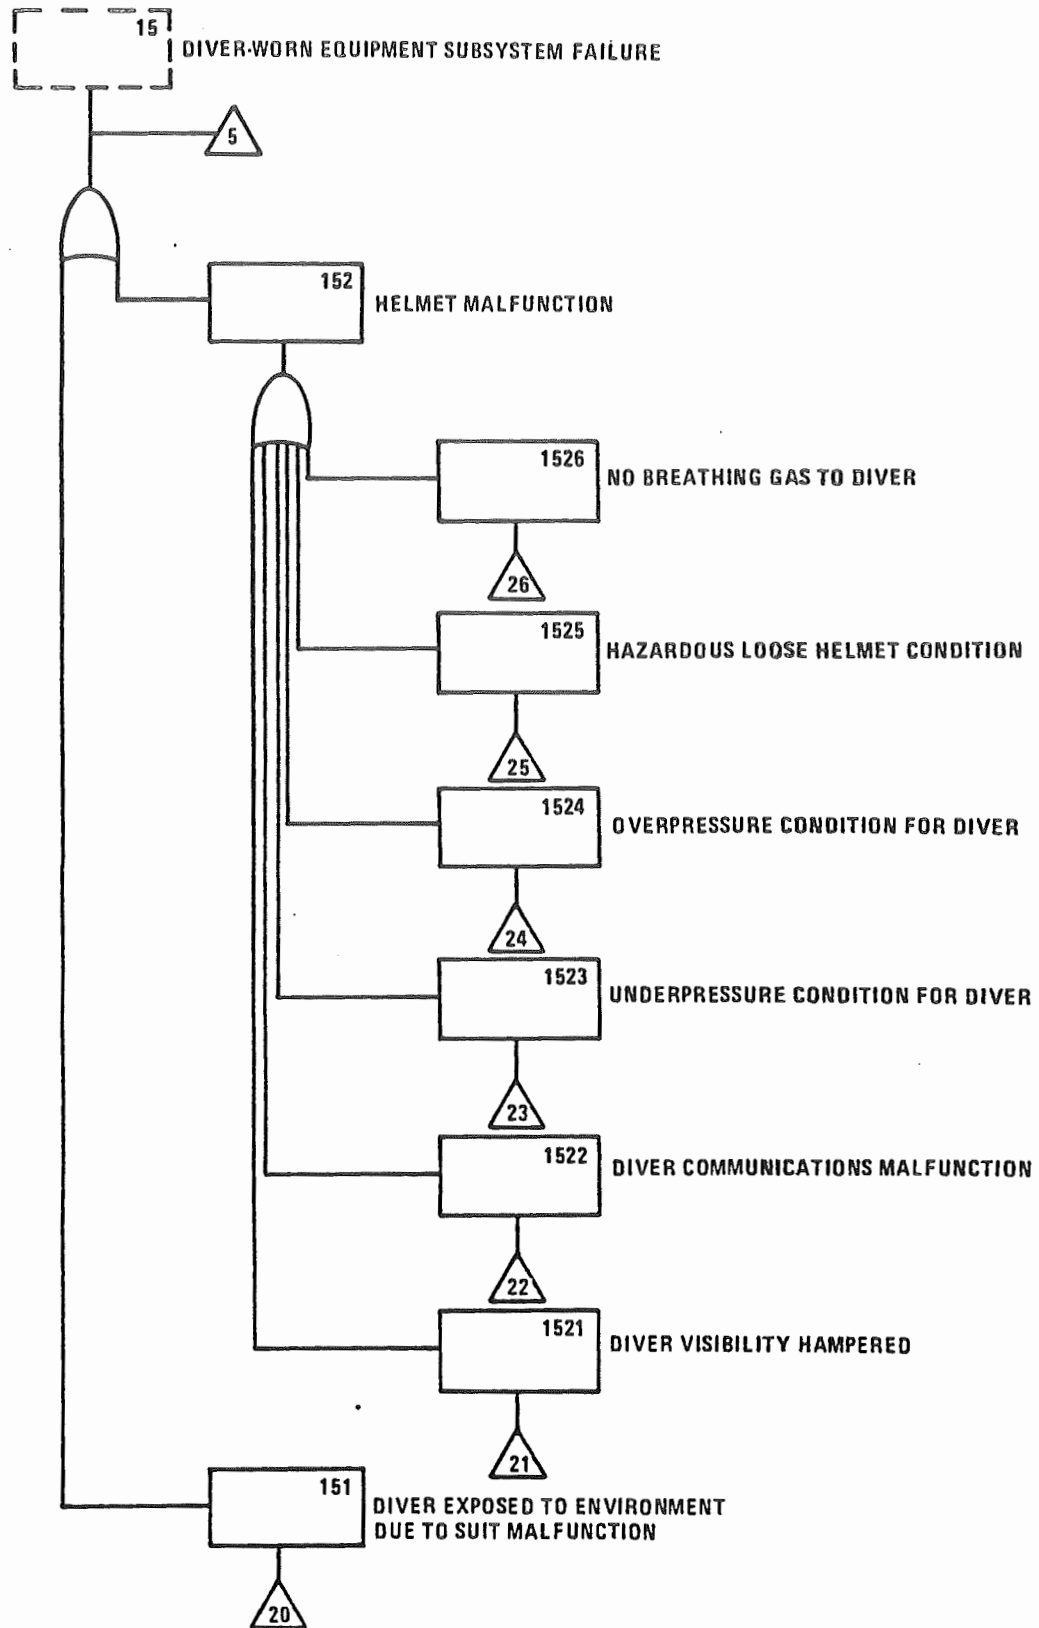 15
DIVER-WORN EQUIPMENT SUBSYSTEM FAILURE
5
152
HELMET MALFUNCTION
1526
NO BREATHING GAS TO DIVER
26
1525
HAZARDOUS LOOSE HELMET CONDITION
25
1524
OVERPRESSURE CONDITION FOR DIVER
24
1523
UNDERPRESSURE CONDITION FOR DIVER
23
1522
DIVER COMMUNICATIONS MALFUNCTION
22
1521
DIVER VISIBILITY HAMPERED
21
151
DIVER EXPOSED TO ENVIRONMENT
DUE TO SUIT MALFUNCTION
20